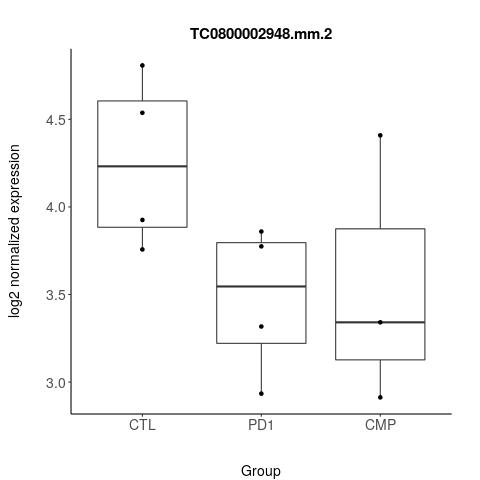 TC0800002948.mm.2
log2 normalized expression
4.5
4.0
3.5
3.0
CTL PD1 CMP
Group